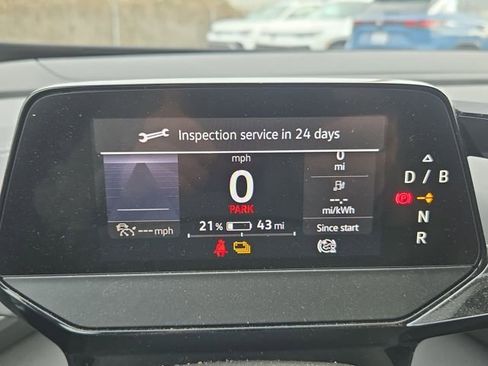 Inspection service in 24 days
mph
0
PARK
0
mi
--.-
mi/kWh
Since start
--- mph
21 %
43 mi
D / B
P
N
R